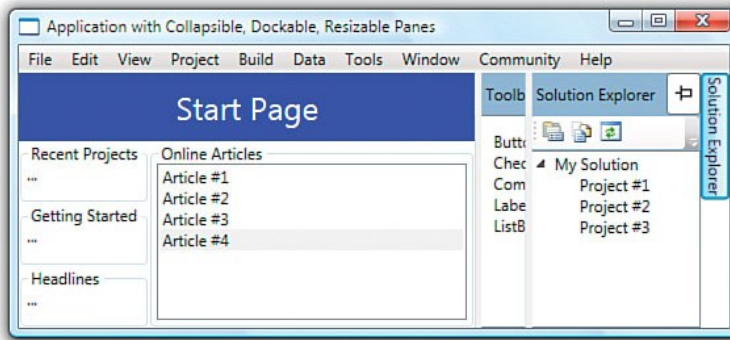 Application with Collapsible, Dockable, Resizable Panes
File Edit View Project Build Data Tools Window Community Help
Start Page
Recent Projects
...
Getting Started
...
Headlines
...
Online Articles
Article #1
Article #2
Article #3
Article #4
Toolb
Butt
Chec
Com
Labe
ListB
Solution Explorer
My Solution
Project #1
Project #2
Project #3
Solution Explorer